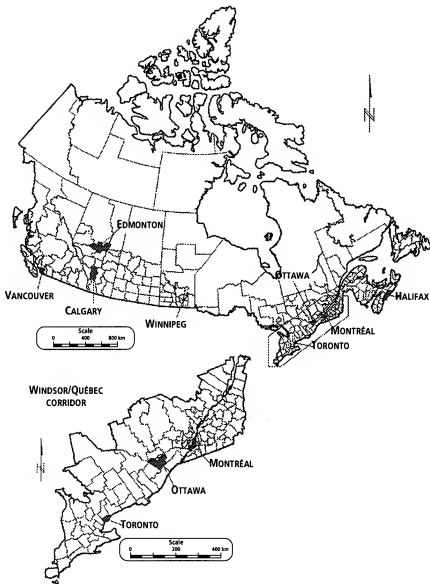 N
EDMONTON
OTTAWA
VANCOUVER
HALIFAX
CALGARY
WINNIPEG
MONTRÉAL
TORONTO
Scale
0 400 800 km
WINDSOR/QUÉBEC
CORRIDOR
MONTRÉAL
OTTAWA
TORONTO
Scale
0 200 400 km